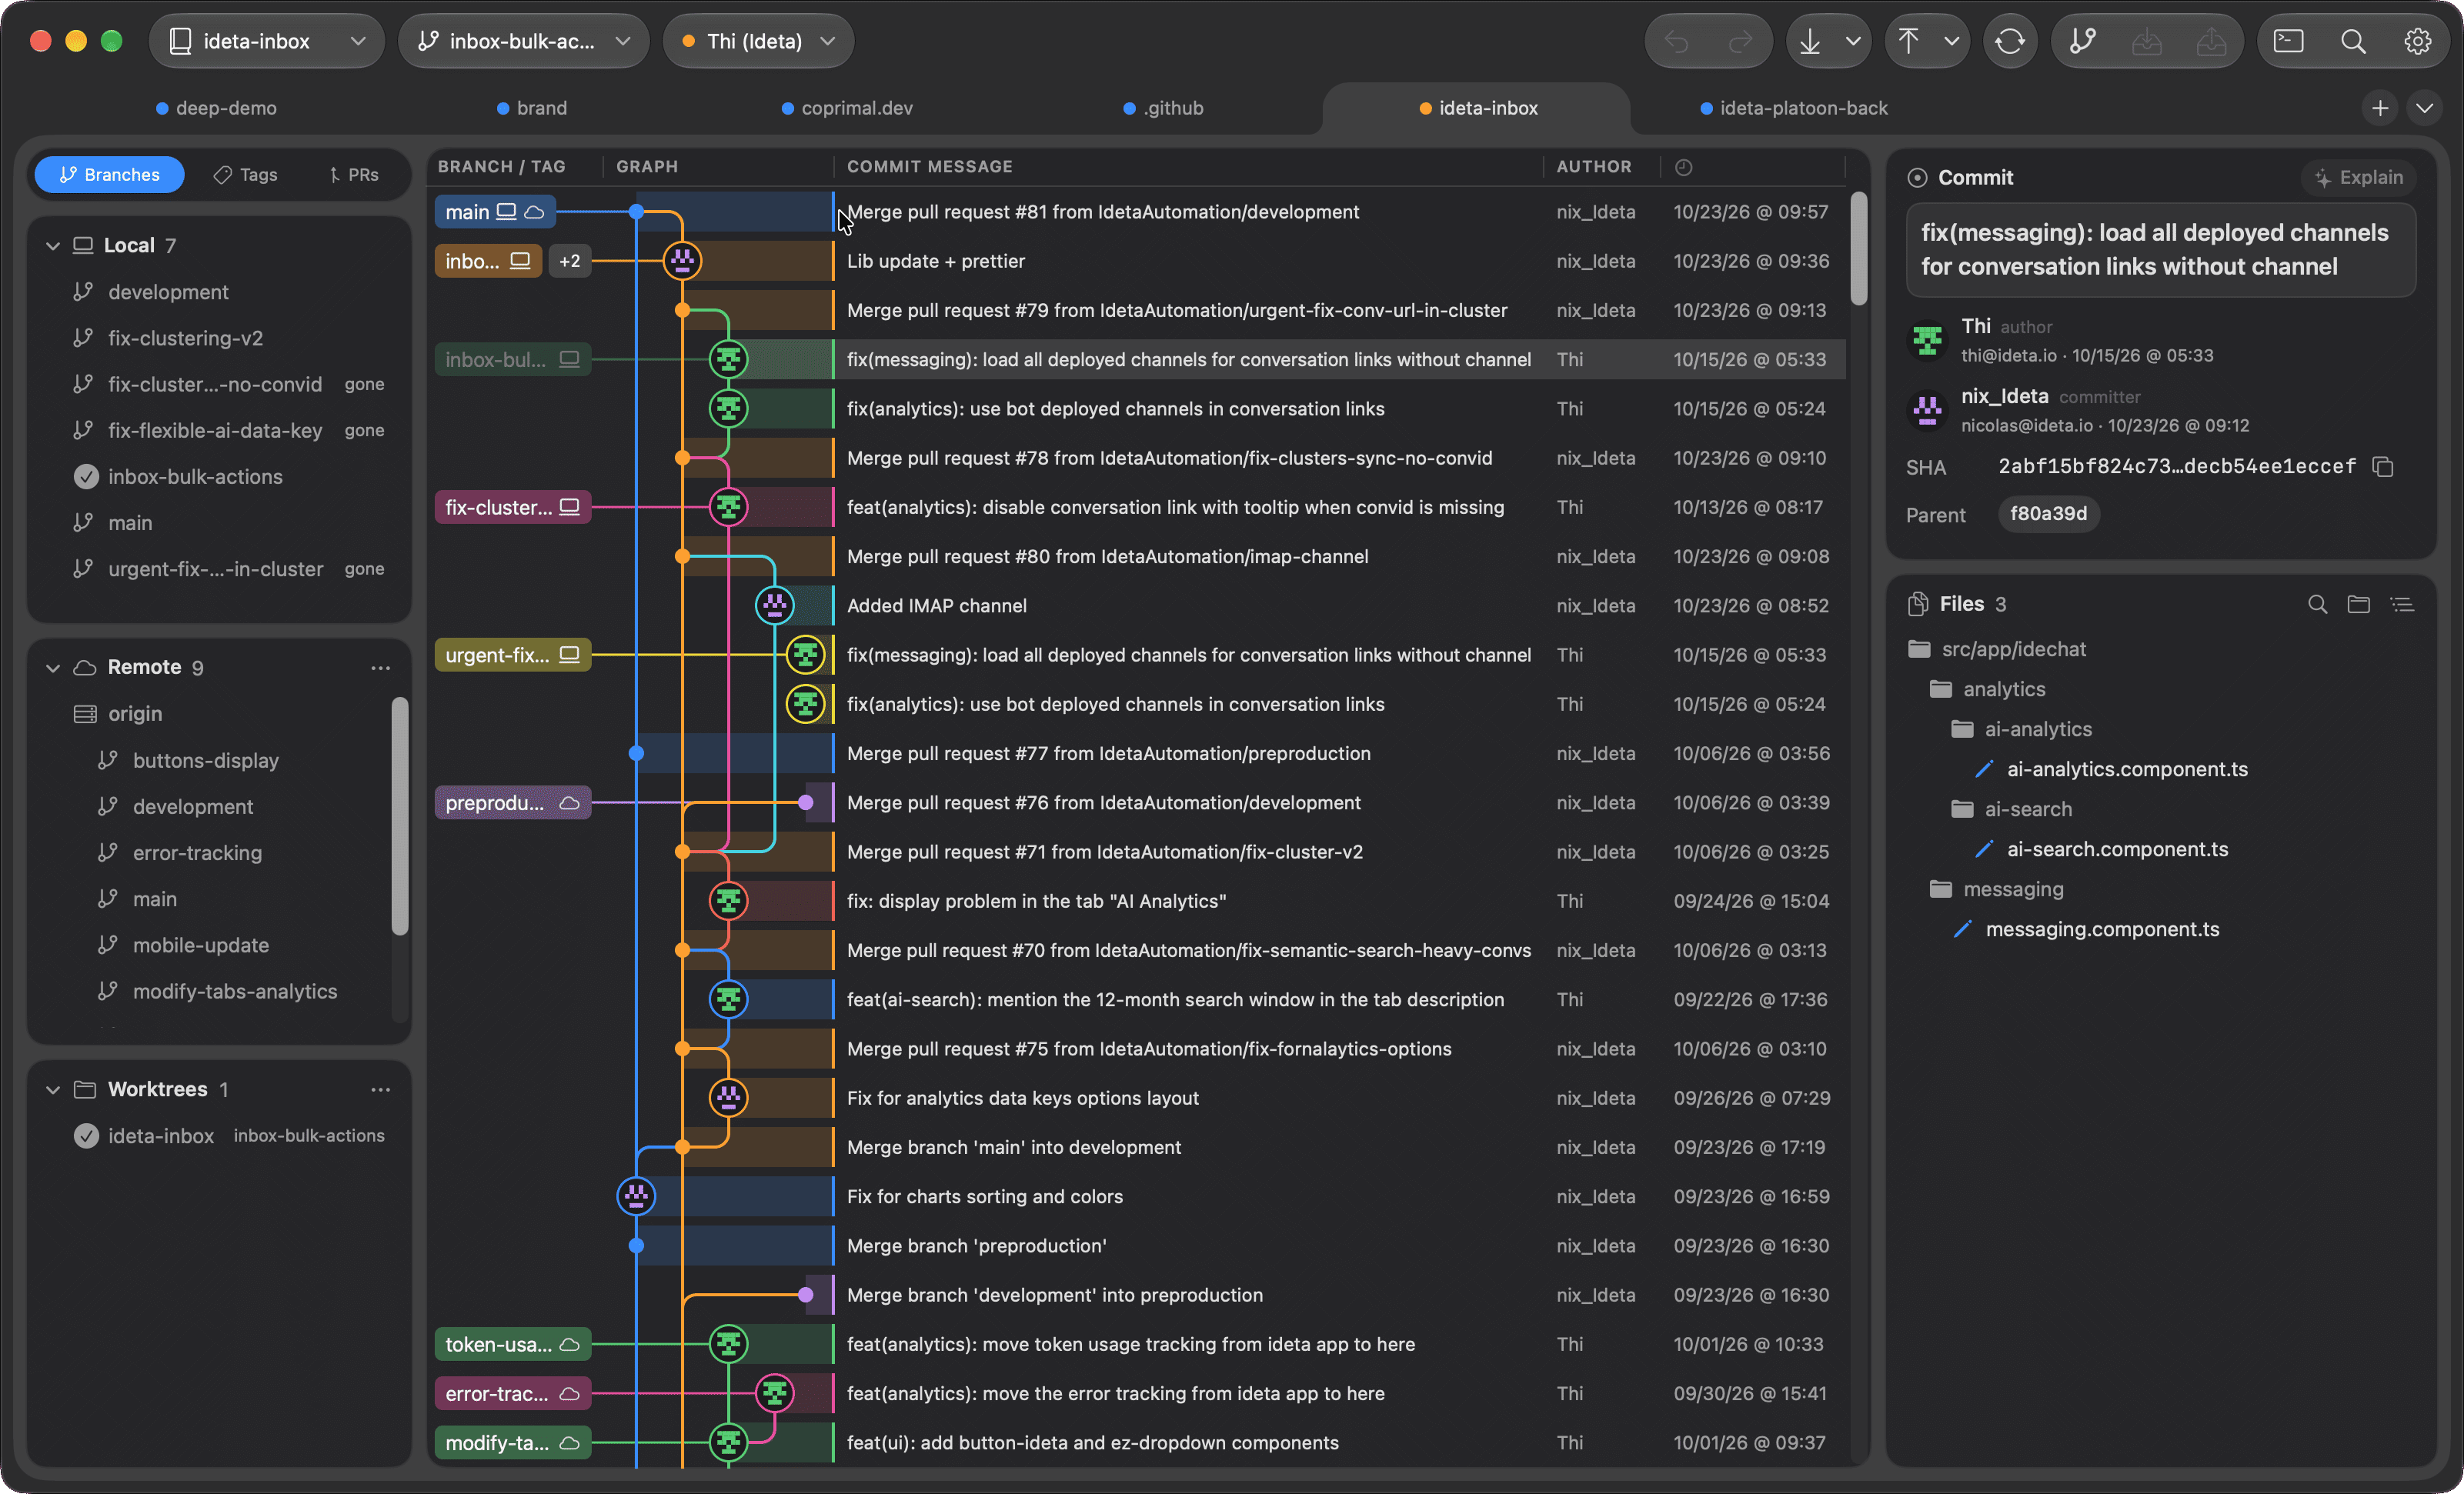 ideta-inbox
inbox-bulk-ac...
Thi (Ideta)
deep-demo
brand
coprimal.dev
.github
ideta-inbox
ideta-platoon-back
Branches
Tags
PRs
Local 7
development
fix-clustering-v2
fix-cluster...-no-convid gone
fix-flexible-ai-data-key gone
inbox-bulk-actions
main
urgent-fix-...-in-cluster gone
Remote 9
origin
buttons-display
development
error-tracking
main
mobile-update
modify-tabs-analytics
Worktrees 1
ideta-inbox inbox-bulk-actions
BRANCH / TAG GRAPH COMMIT MESSAGE AUTHOR
main Merge pull request #81 from IdetaAutomation/development nix_Ideta 10/23/26 @ 09:57
inbo... +2 Lib update + prettier nix_Ideta 10/23/26 @ 09:36
Merge pull request #79 from IdetaAutomation/urgent-fix-conv-url-in-cluster nix_Ideta 10/23/26 @ 09:13
inbox-bul... fix(messaging): load all deployed channels for conversation links without channel Thi 10/15/26 @ 05:33
fix(analytics): use bot deployed channels in conversation links Thi 10/15/26 @ 05:24
Merge pull request #78 from IdetaAutomation/fix-clusters-sync-no-convid nix_Ideta 10/23/26 @ 09:10
fix-cluster... feat(analytics): disable conversation link with tooltip when convid is missing Thi 10/13/26 @ 08:17
Merge pull request #80 from IdetaAutomation/imap-channel nix_Ideta 10/23/26 @ 09:08
Added IMAP channel nix_Ideta 10/23/26 @ 08:52
urgent-fix... fix(messaging): load all deployed channels for conversation links without channel Thi 10/15/26 @ 05:33
fix(analytics): use bot deployed channels in conversation links Thi 10/15/26 @ 05:24
Merge pull request #77 from IdetaAutomation/preproduction nix_Ideta 10/06/26 @ 03:56
preprodu... Merge pull request #76 from IdetaAutomation/development nix_Ideta 10/06/26 @ 03:39
Merge pull request #71 from IdetaAutomation/fix-cluster-v2 nix_Ideta 10/06/26 @ 03:25
fix: display problem in the tab "AI Analytics" Thi 09/24/26 @ 15:04
Merge pull request #70 from IdetaAutomation/fix-semantic-search-heavy-convs nix_Ideta 10/06/26 @ 03:13
feat(ai-search): mention the 12-month search window in the tab description Thi 09/22/26 @ 17:36
Merge pull request #75 from IdetaAutomation/fix-fornalaytics-options nix_Ideta 10/06/26 @ 03:10
Fix for analytics data keys options layout nix_Ideta 09/26/26 @ 07:29
Merge branch 'main' into development nix_Ideta 09/23/26 @ 17:19
Fix for charts sorting and colors nix_Ideta 09/23/26 @ 16:59
Merge branch 'preproduction' nix_Ideta 09/23/26 @ 16:30
Merge branch 'development' into preproduction nix_Ideta 09/23/26 @ 16:30
token-usa... feat(analytics): move token usage tracking from ideta app to here Thi 10/01/26 @ 10:33
error-trac... feat(analytics): move the error tracking from ideta app to here Thi 09/30/26 @ 15:41
modify-ta... feat(ui): add button-ideta and ez-dropdown components Thi 10/01/26 @ 09:37
Commit Explain
fix(messaging): load all deployed channels
for conversation links without channel
Thi author
thi@ideta.io · 10/15/26 @ 05:33
nix_Ideta committer
nicolas@ideta.io · 10/23/26 @ 09:12
SHA 2abf15bf824c73…decb54ee1eccef
Parent f80a39d
Files 3
src/app/idechat
analytics
ai-analytics
ai-analytics.component.ts
ai-search
ai-search.component.ts
messaging
messaging.component.ts